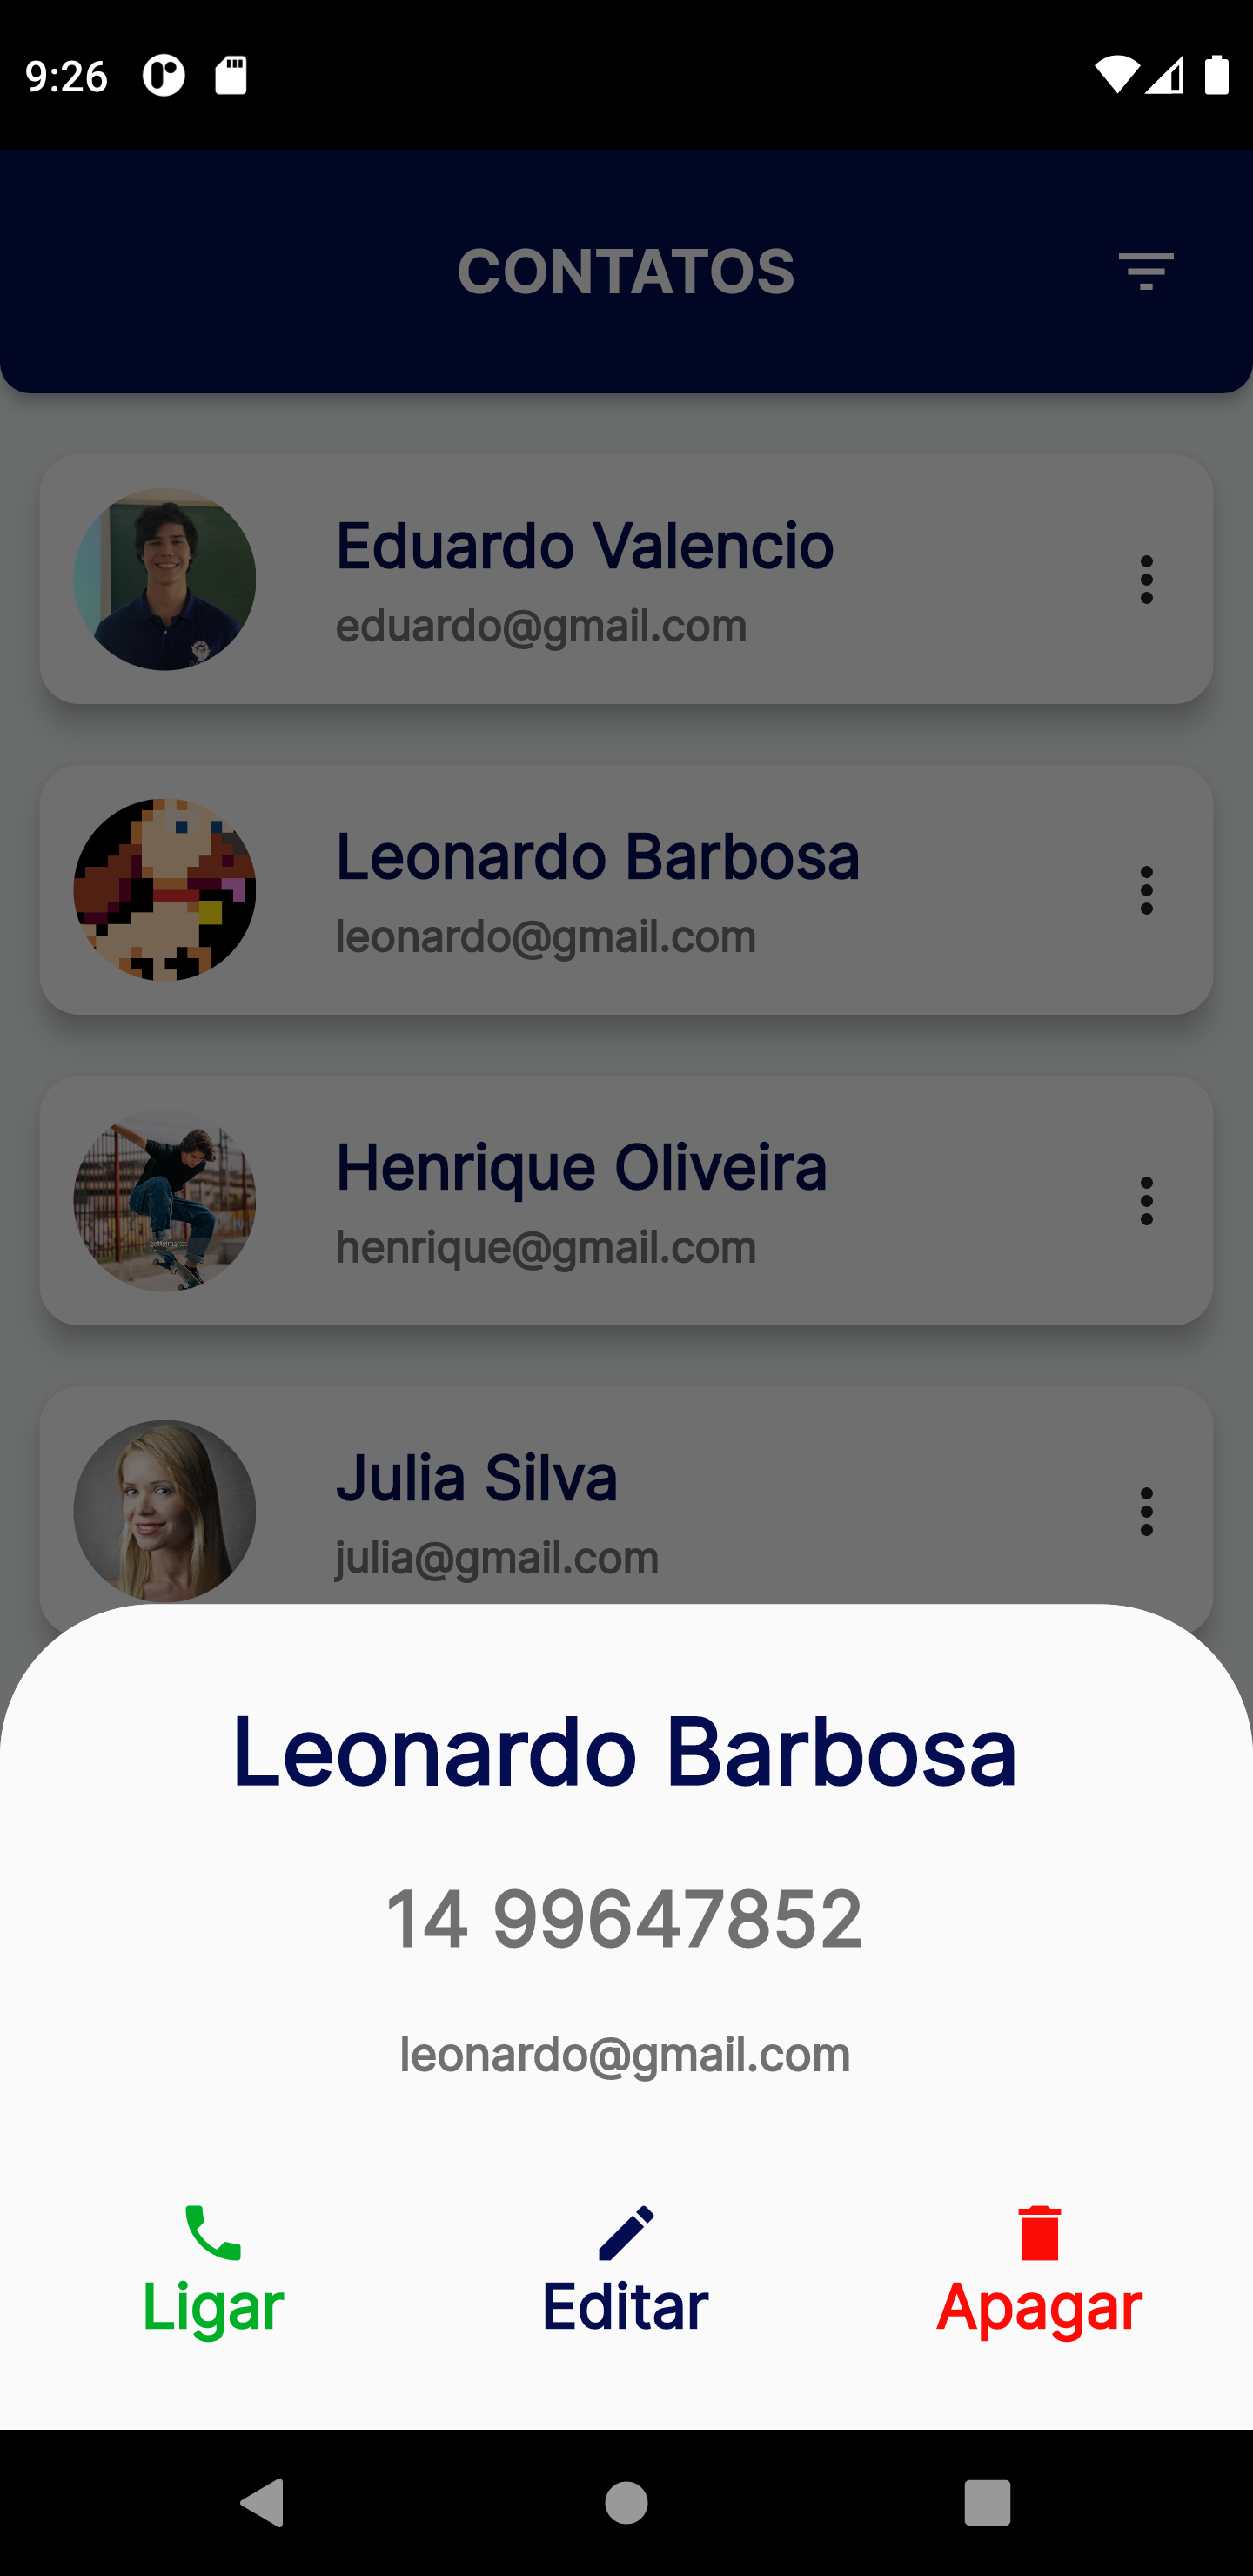 9:26
CONTATOS
Eduardo Valencio
eduardo@gmail.com
Leonardo Barbosa
leonardo@gmail.com
Henrique Oliveira
henrique@gmail.com
Julia Silva
julia@gmail.com
Leonardo Barbosa
14 99647852
leonardo@gmail.com
Ligar
Editar
Apagar